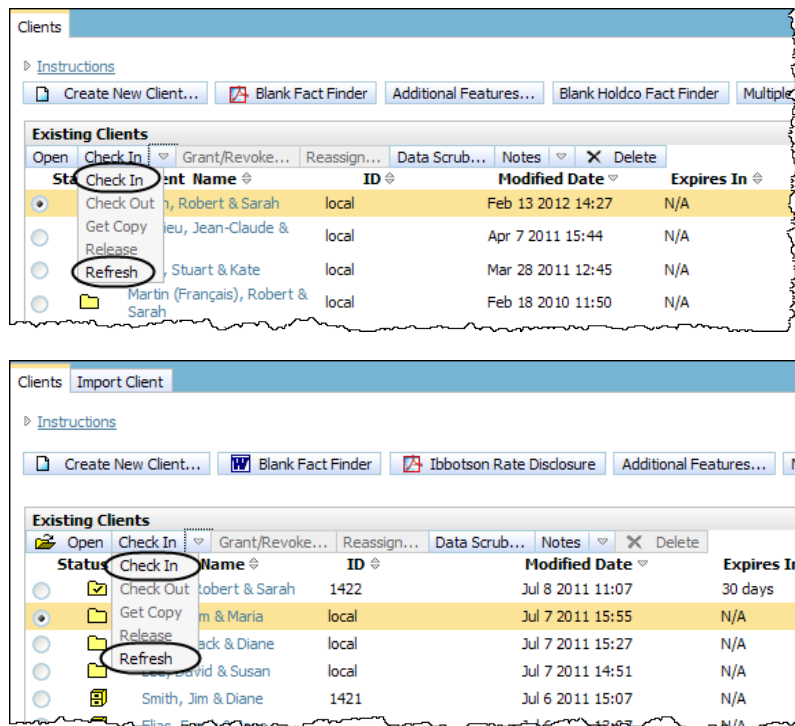 Clients
Instructions
Create New Client... Blank Fact Finder Additional Features... Blank Holdco Fact Finder Multiple
Existing Clients
Open Check In Grant/Revoke... Reassign... Data Scrub... Notes Delete
Sta Check In ent Name ID Modified Date Expires In
Check Out n, Robert & Sarah local Feb 13 2012 14:27 N/A
Get Copy ieu, Jean-Claude & local Apr 7 2011 15:44 N/A
Release
Refresh , Stuart & Kate local Mar 28 2011 12:45 N/A
Martin (Français), Robert & local Feb 18 2010 11:50 N/A
Sarah
Clients Import Client
Instructions
Create New Client... Blank Fact Finder Ibbotson Rate Disclosure Additional Features...
Existing Clients
Open Check In Grant/Revoke... Reassign... Data Scrub... Notes Delete
Status Check In Name ID Modified Date Expires In
Check Out Robert & Sarah 1422 Jul 8 2011 11:07 30 days
Get Copy m & Maria local Jul 7 2011 15:55 N/A
Release ack & Diane local Jul 7 2011 15:27 N/A
Refresh David & Susan local Jul 7 2011 14:51 N/A
Smith, Jim & Diane 1421 Jul 6 2011 15:07 N/A